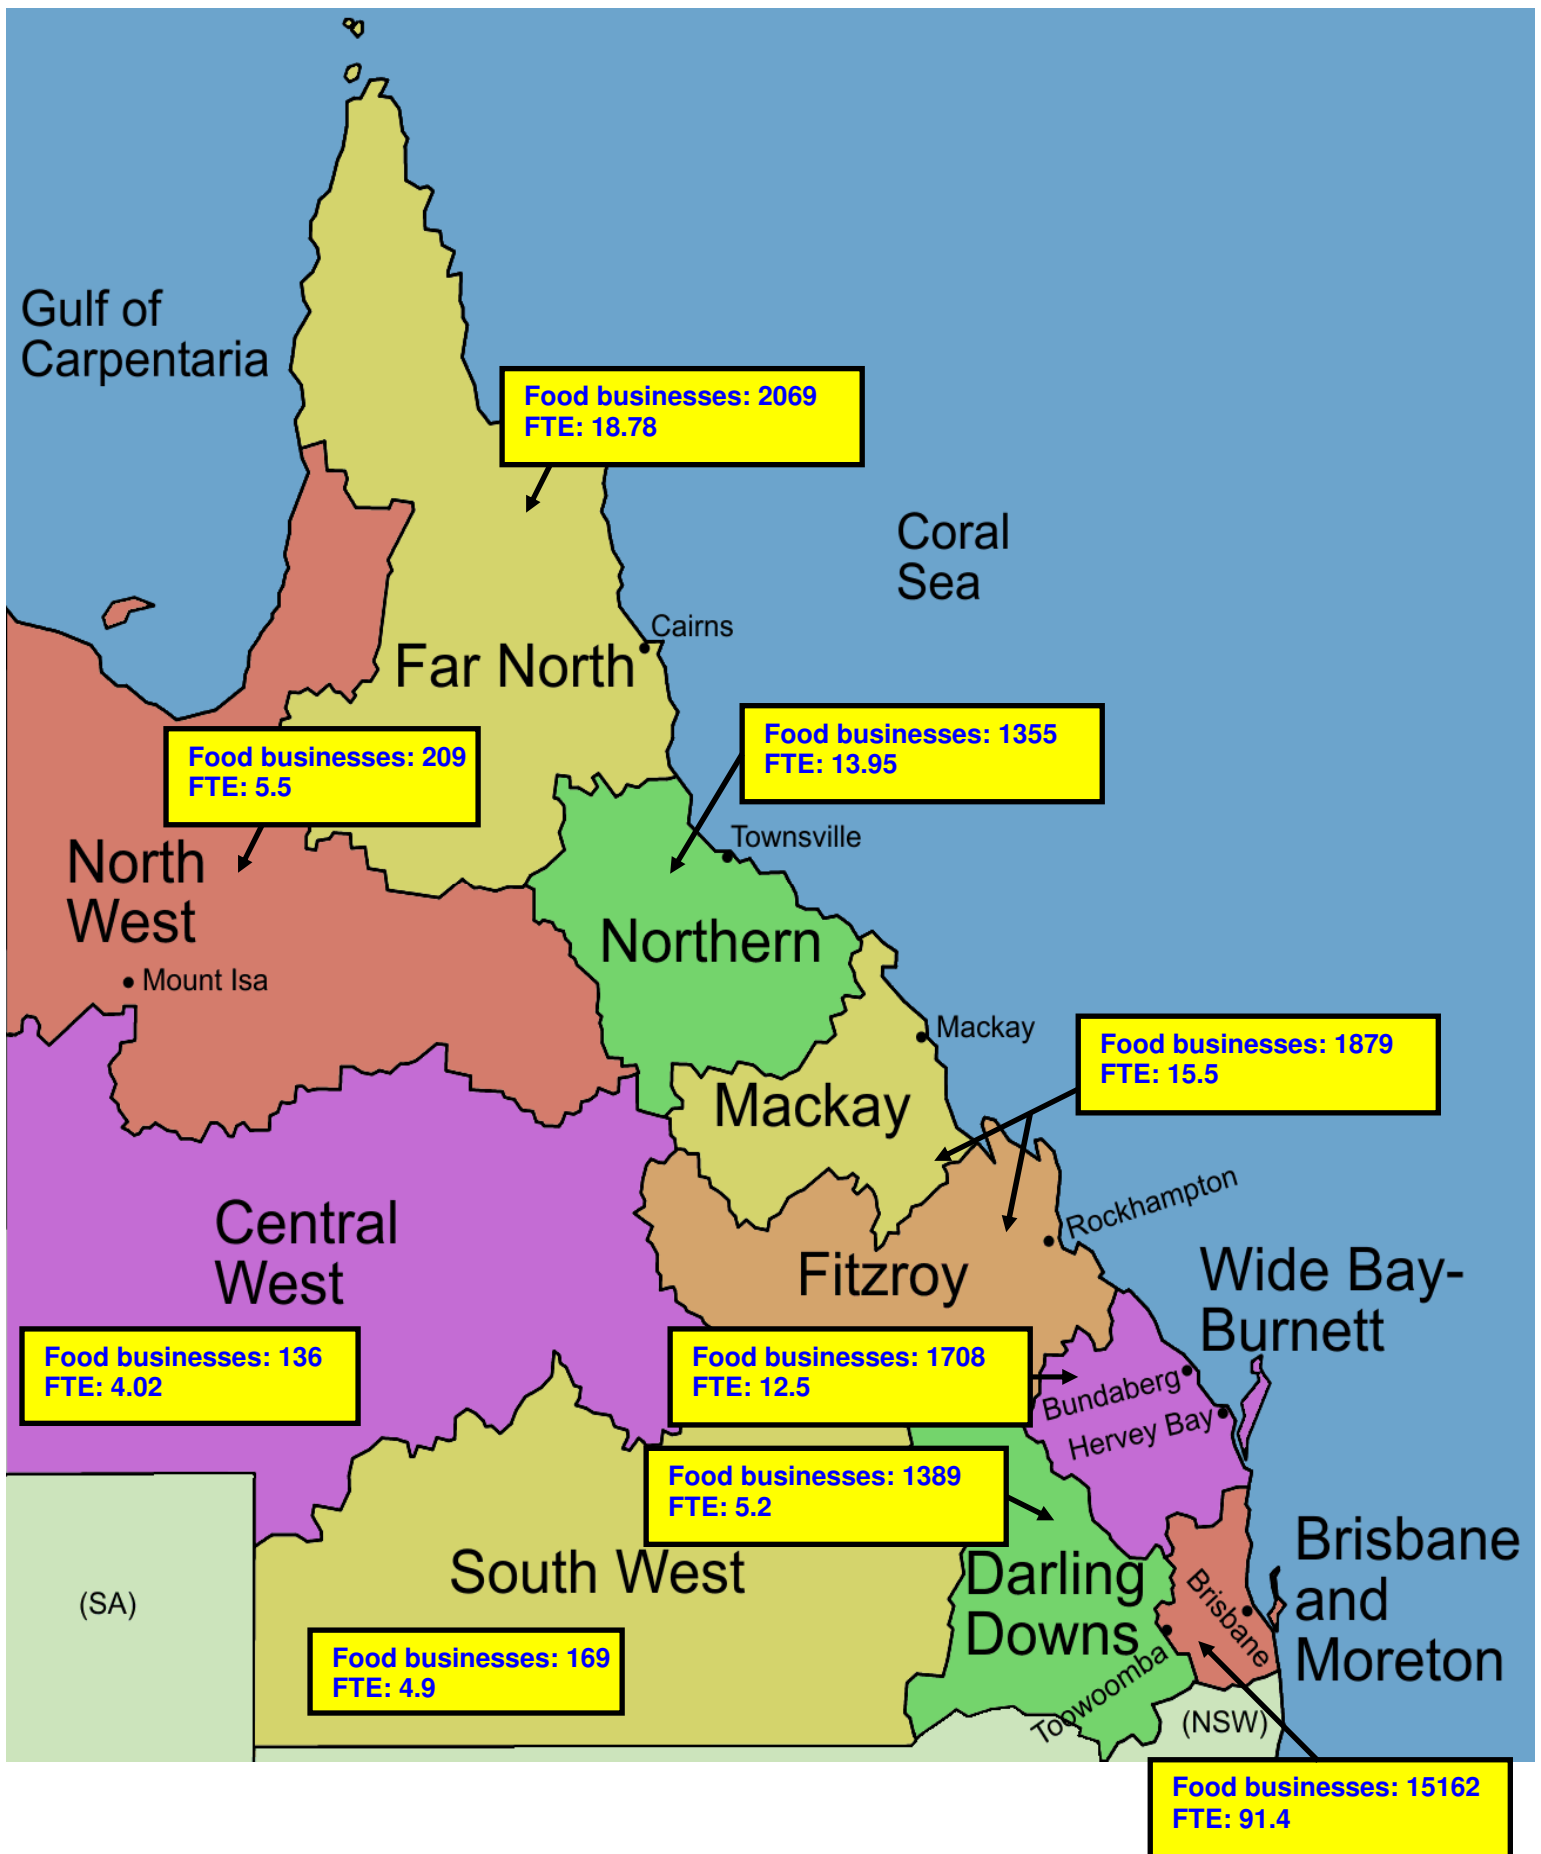 Gulf of
Carpentaria
Food businesses: 2069
FTE: 18.78
Coral
Sea
Cairns
Far North
Food businesses: 209
FTE: 5.5
Food businesses: 1355
FTE: 13.95
Townsville
North
West
Northern
Mount Isa
Mackay
Food businesses: 1879
FTE: 15.5
Mackay
Central
West
Rockhampton
Fitzroy
Wide Bay-
Burnett
Food businesses: 136
FTE: 4.02
Food businesses: 1708
FTE: 12.5
Bundaberg
Hervey Bay
Food businesses: 1389
FTE: 5.2
South West
Darling
Downs
Brisbane
Brisbane
and
Moreton
(SA)
Food businesses: 169
FTE: 4.9
Toowoomba
(NSW)
Food businesses: 15162
FTE: 91.4